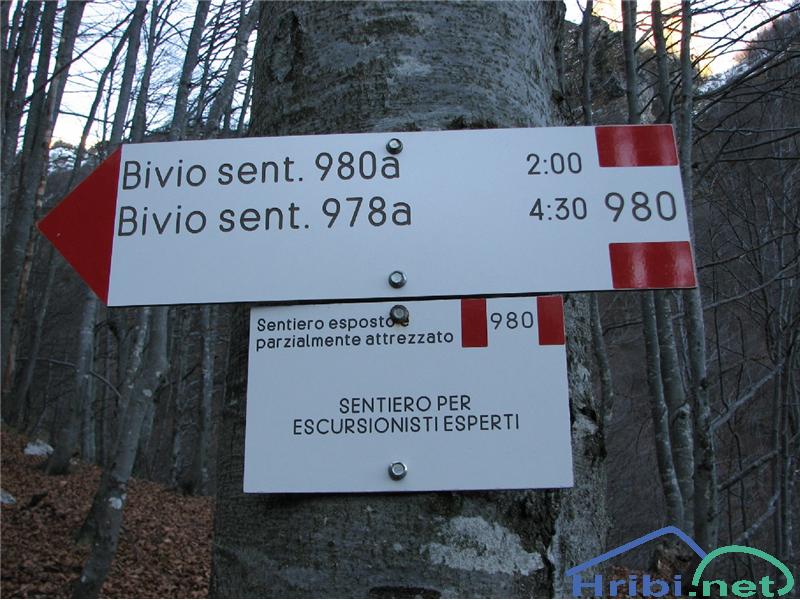 Bivio sent. 980a 2:00
Bivio sent. 978a 4:30 980
Sentiero esposto e
parzialmente attrezzato 980
SENTIERO PER
ESCURSIONISTI ESPERTI
Hribi.net